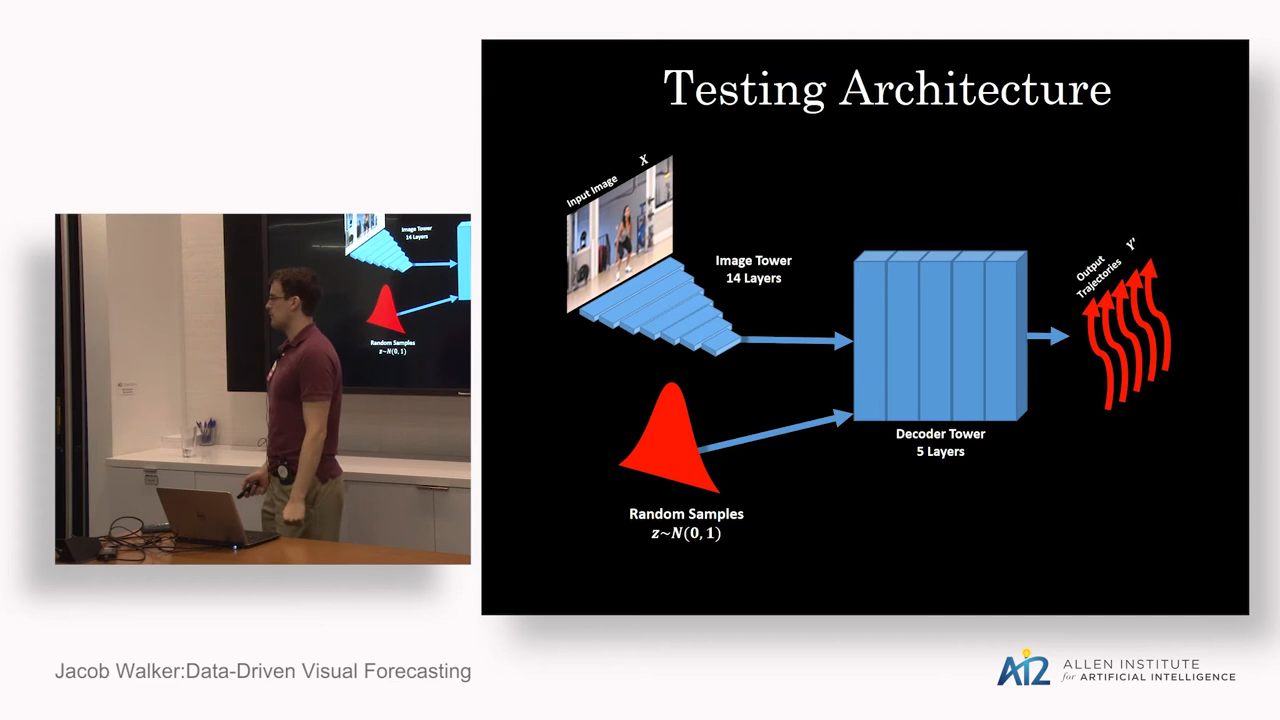 Testing Architecture
Input Image X
Image Tower
14 Layers
Output
Trajectories Y'
Decoder Tower
5 Layers
Random Samples
z~N(0, 1)
Image Tower
14 Layers
Random Samples
z~N(0, 1)
Jacob Walker:Data-Driven Visual Forecasting
AI2
ALLEN INSTITUTE
for ARTIFICIAL INTELLIGENCE